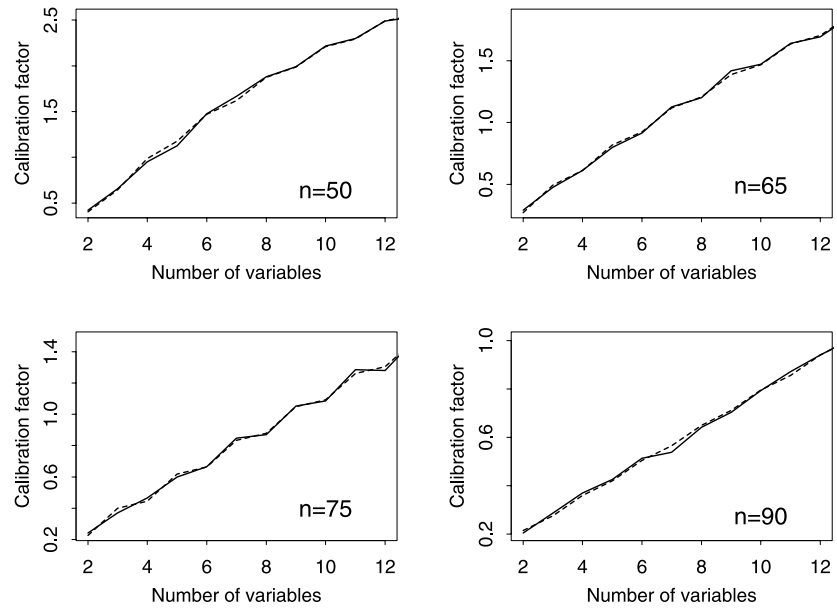 Calibration factor
0.5 1.5 2.5
n=50
2 4 6 8 10 12
Number of variables
Calibration factor
0.5 1.0 1.5
n=65
2 4 6 8 10 12
Number of variables
Calibration factor
0.2 0.6 1.0 1.4
n=75
2 4 6 8 10 12
Number of variables
Calibration factor
0.2 0.6 1.0
n=90
2 4 6 8 10 12
Number of variables